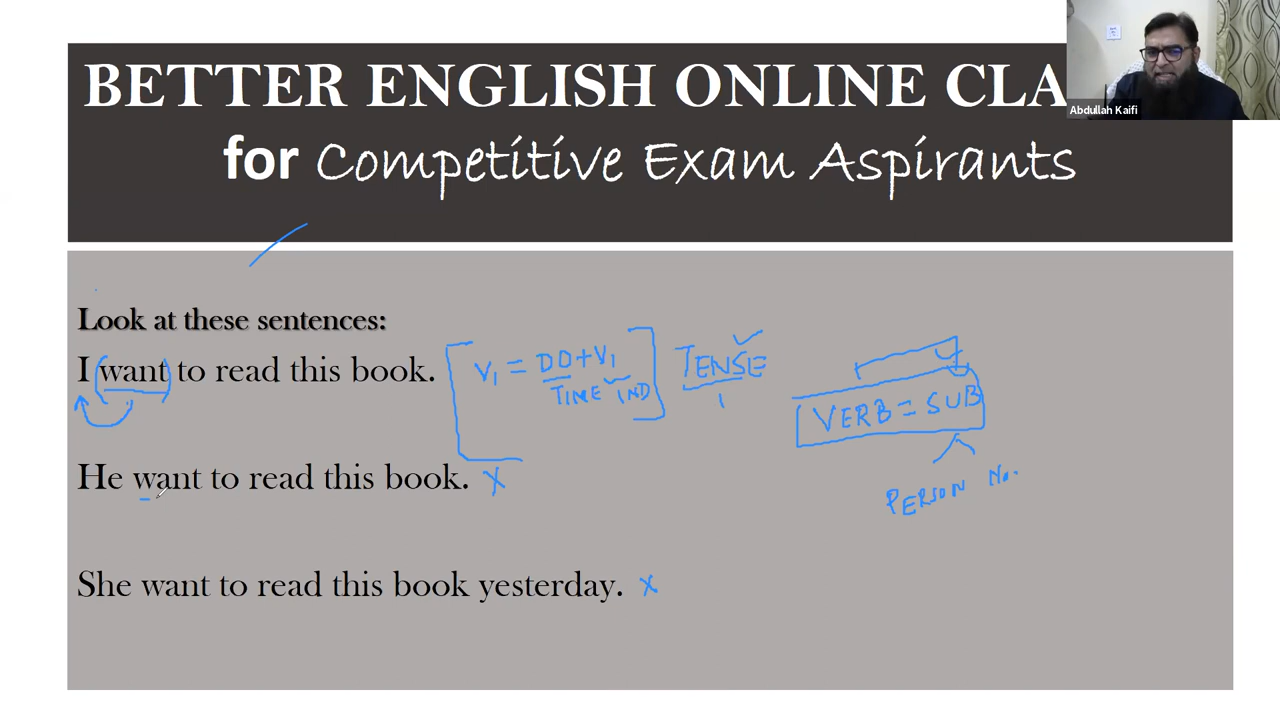 BETTER ENGLISH ONLINE CLA
Abdullah Kaifi
for Competitive Exam Aspirants
Look at these sentences:
I want to read this book.
V1 = DO+V1
TIME IND
TENSE
1
VERB = SUB
PERSON No.
He want to read this book. X
She want to read this book yesterday. X